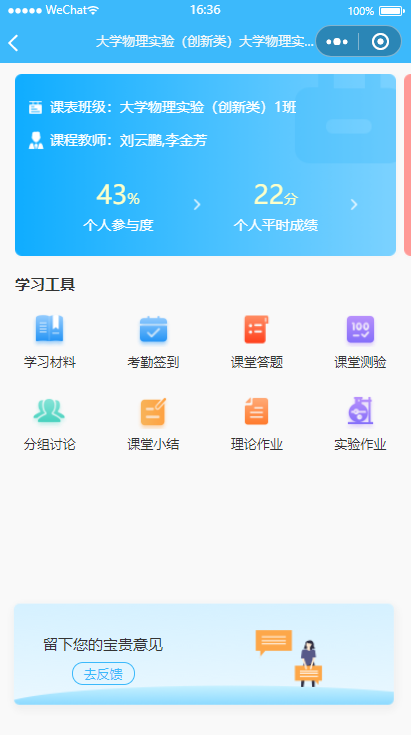 WeChat 16:36 100%
大学物理实验（创新类）大学物理实...
课表班级：大学物理实验（创新类）1班
课程教师：刘云鹏,李金芳
43% 22分
个人参与度 个人平时成绩
学习工具
学习材料 考勤签到 课堂答题 课堂测验
100
分组讨论 课堂小结 理论作业 实验作业
留下您的宝贵意见
去反馈